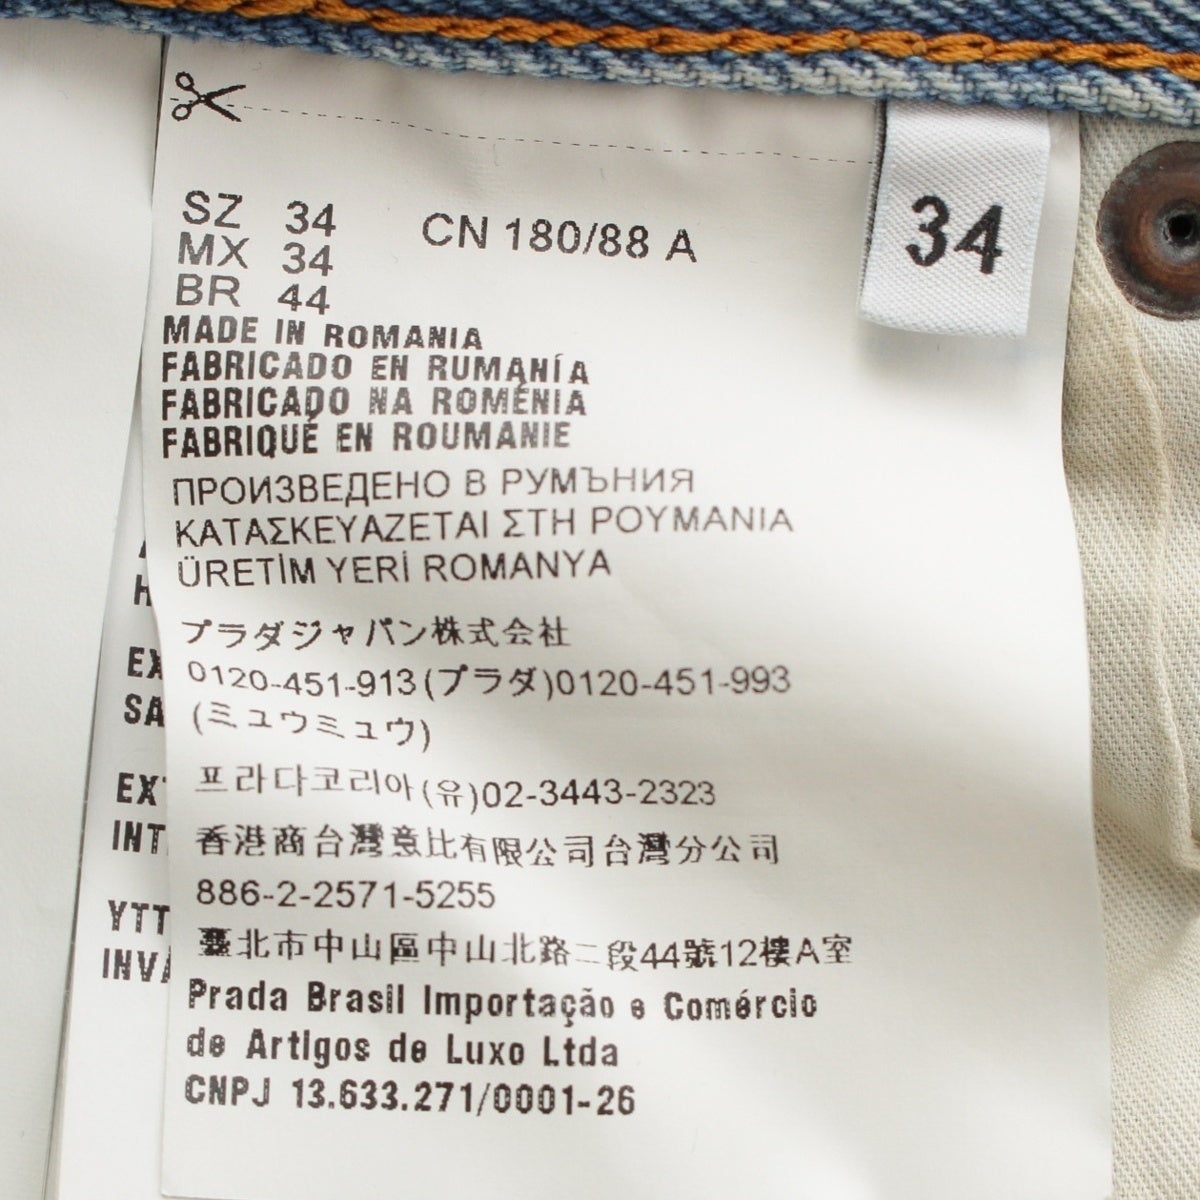 SZ 34 CN 180/88 A
MX 34
BR 44
34
MADE IN ROMANIA
FABRICADO EN RUMANÍA
FABRICADO NA ROMÉNIA
FABRIQUÉ EN ROUMANIE
ПРОИЗВЕДЕНО В РУМЪНИЯ
ΚΑΤΑΣΚΕΥΑΖΕΤΑΙ ΣΤΗ ΡΟΥΜΑΝΙΑ
ÜRETİM YERİ ROMANYA
プラダジャパン株式会社
0120-451-913(プラダ)0120-451-993
(ミュウミュウ)
프라다코리아(유)02-3443-2323
香港商台灣意比有限公司台灣分公司
886-2-2571-5255
臺北市中山區中山北路二段44號12樓A室
Prada Brasil Importação e Comércio
de Artigos de Luxo Ltda
CNPJ 13.633.271/0001-26
H
EX
SA
EXT
INT
YTT
INVÄ